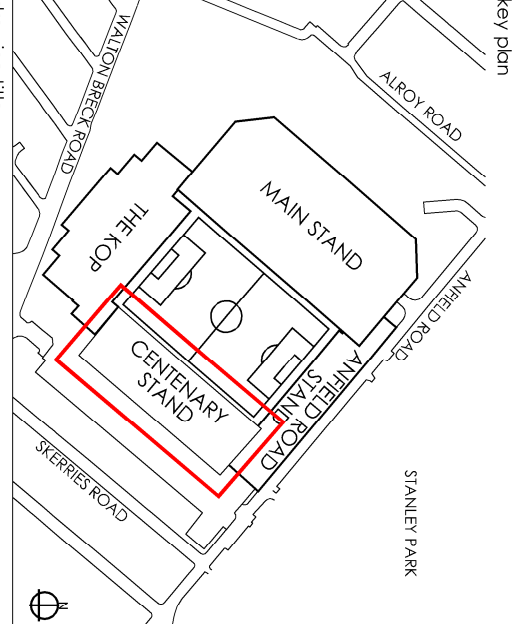 key plan
WALTON BRECK ROAD
ALROY ROAD
MAIN STAND
THE KOP
ANFIELD ROAD
CENTENARY
STAND
ANFIELD ROAD
STAND
SKERRIES ROAD
STANLEY PARK
N